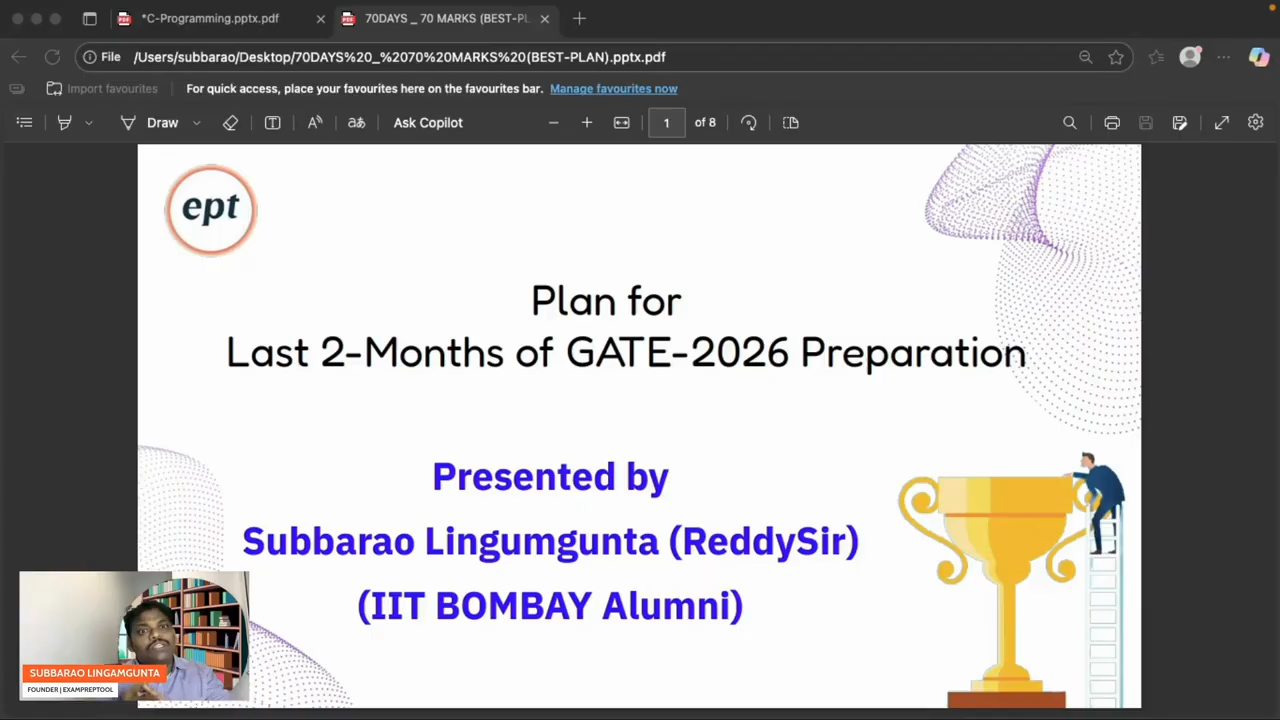 *C-Programming.pptx.pdf
70DAYS _ 70 MARKS (BEST-PL
File
/Users/subbarao/Desktop/70DAYS%20_%2070%20MARKS%20(BEST-PLAN).pptx.pdf
Import favourites
For quick access, place your favourites here on the favourites bar. Manage favourites now
Draw
Ask Copilot
1 of 8
ept
Plan for
Last 2-Months of GATE-2026 Preparation
Presented by
Subbarao Lingumgunta (ReddySir)
(IIT BOMBAY Alumni)
SUBBARAO LINGAMGUNTA
FOUNDER | EXAMPREPTOOL